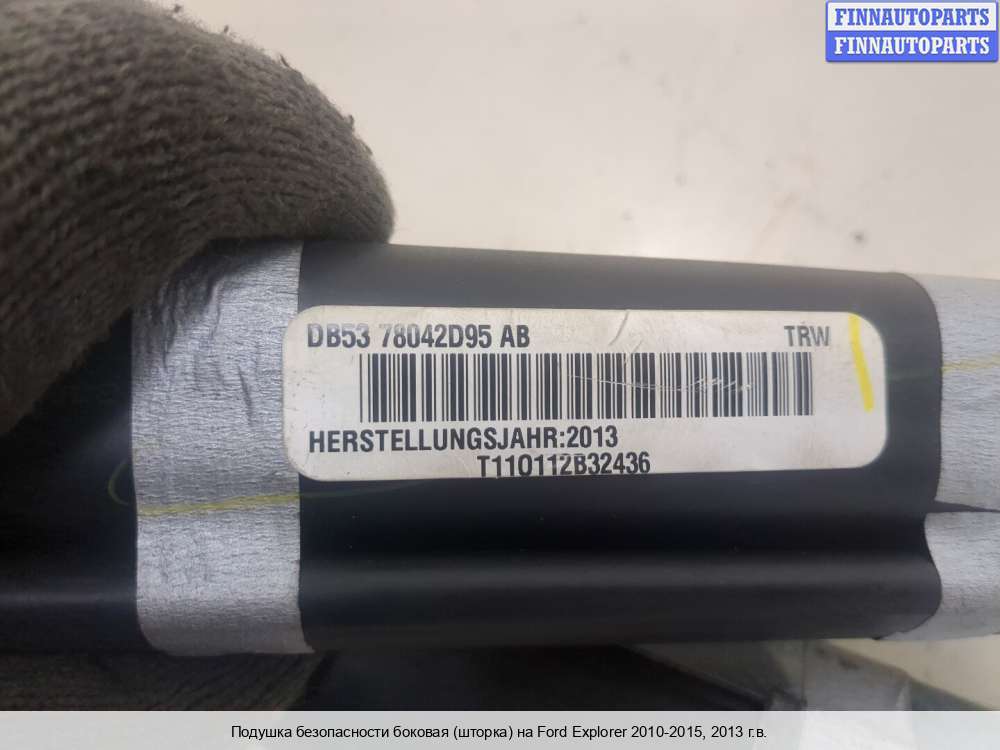 FINNAUTOPARTS
FINNAUTOPARTS
DB53 78042D95 AB TRW
HERSTELLUNGSJAHR:2013
T110112B32436
Подушка безопасности боковая (шторка) на Ford Explorer 2010-2015, 2013 г.в.